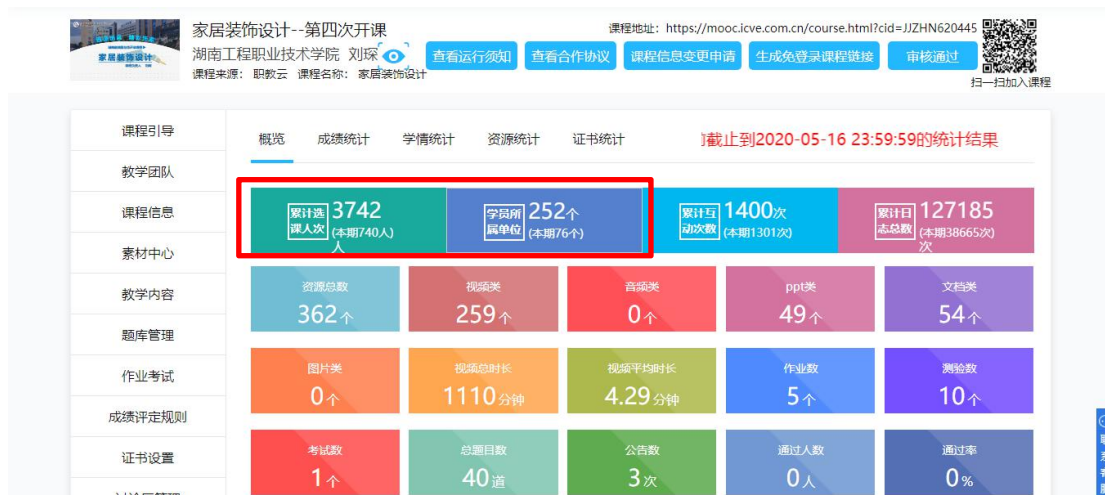 家居装饰设计--第四次开课
课程地址: https://mooc.icve.com.cn/course.html?cid=JJZHN620445
湖南工程职业技术学院 刘琛
查看运行须知
查看合作协议
课程信息变更申请
生成免登录课程链接
审核通过
课程来源: 职教云 课程名称: 家居装饰设计
扫一扫加入课程
家居装饰设计
课程引导
教学团队
课程信息
素材中心
教学内容
题库管理
作业考试
成绩评定规则
证书设置
概览
成绩统计
学情统计
资源统计
证书统计
截止到2020-05-16 23:59:59的统计结果
累计选课人次 3742 (本期740人) 人
学员所属单位 252个 (本期76个)
累计互动次数 1400次 (本期1301次)
累计日志总数 127185 (本期38665次) 次
资源总数
362个
视频类
259个
音频类
0个
ppt类
49个
文档类
54个
图片类
0个
视频总时长
1110分钟
视频平均时长
4.29分钟
作业数
5个
测验数
10个
考试数
1个
总题目数
40道
公告数
3次
通过人数
0人
通过率
0%